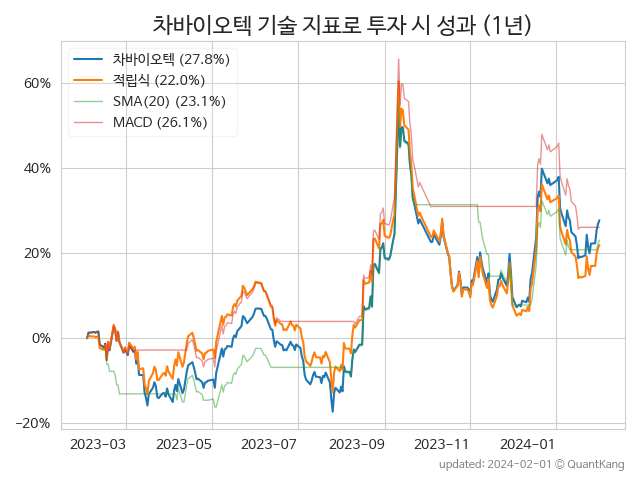 차바이오텍 기술 지표로 투자 시 성과 (1년)
차바이오텍 (27.8%)
적립식 (22.0%)
SMA(20) (23.1%)
MACD (26.1%)
60%
40%
20%
0%
−20%
2023-03 2023-05 2023-07 2023-09 2023-11 2024-01
updated: 2024-02-01 © QuantKang